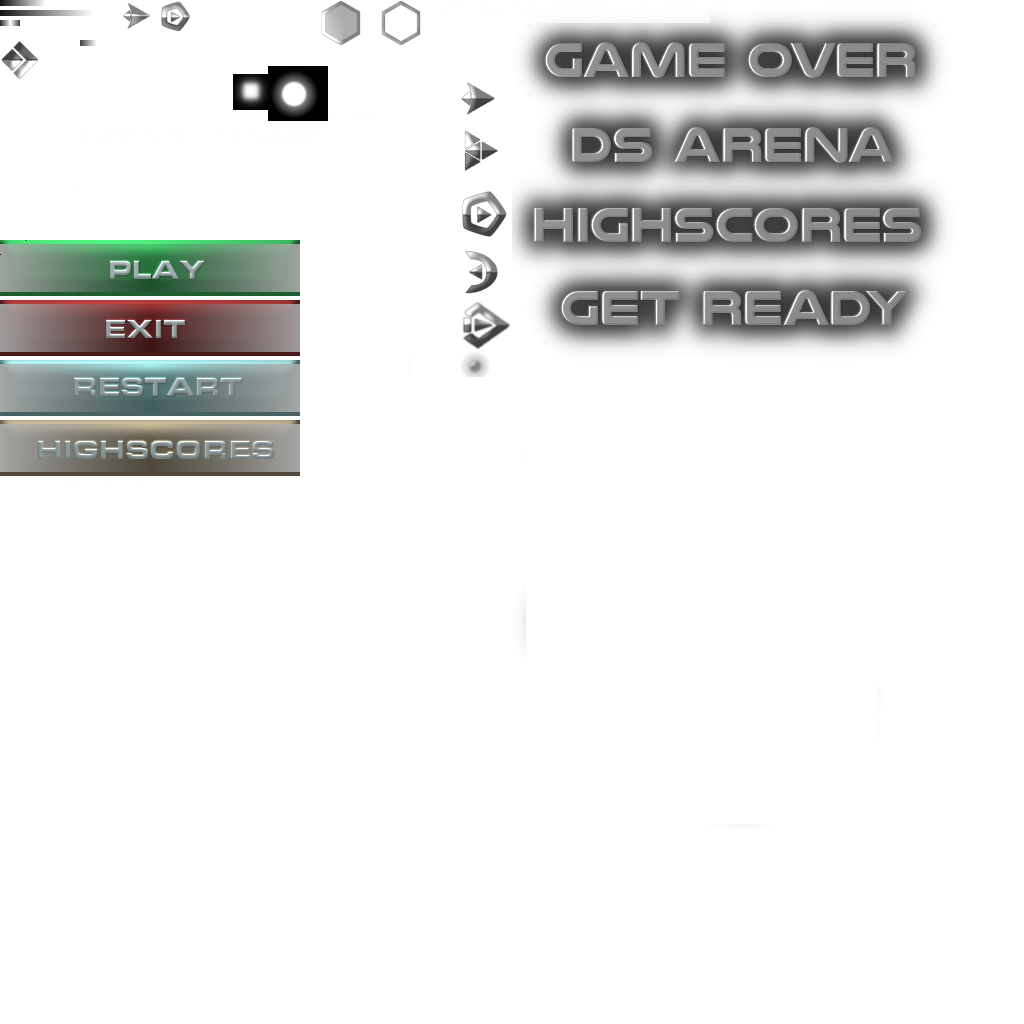 GAME OVER
DS ARENA
HIGHSCORES
GET READY
PLAY
EXIT
RESTART
HIGHSCORES